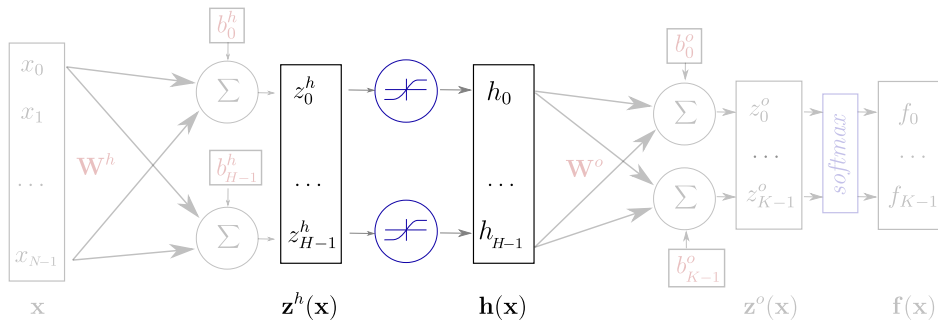 b_0^h
b_0^o
x_0
z_0^h
h_0
z_0^o
f_0
Σ
Σ
x_1
W^h
b_{H-1}^h
W^o
softmax
...
...
...
...
...
Σ
Σ
z_{H-1}^h
h_{H-1}
z_{K-1}^o
f_{K-1}
x_{N-1}
b_{K-1}^o
x
z^h(x)
h(x)
z^o(x)
f(x)